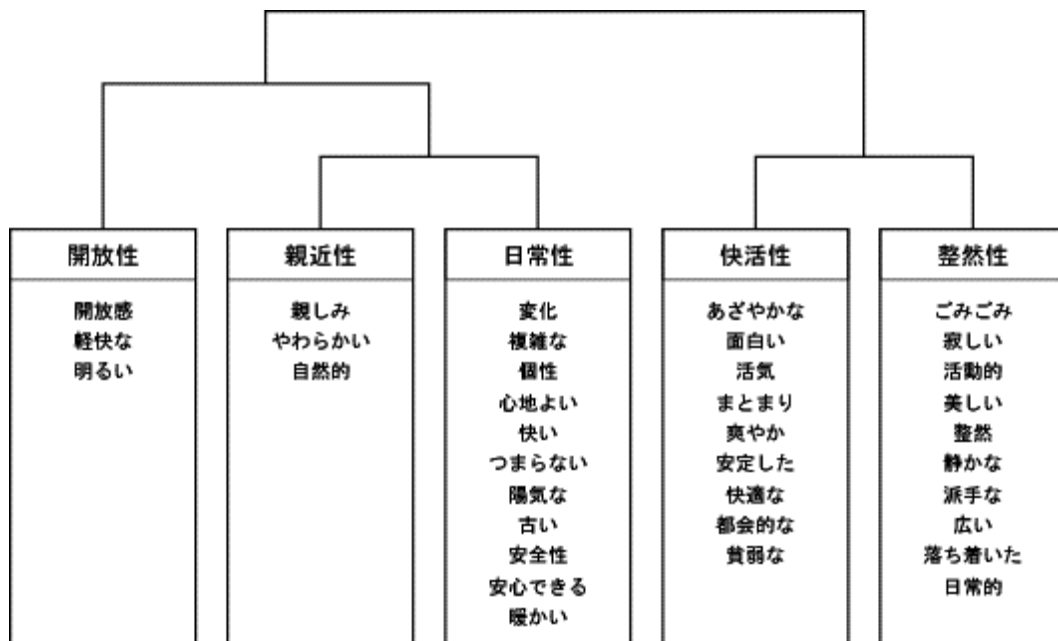 開放性
開放感
軽快な
明るい
親近性
親しみ
やわらかい
自然的
日常性
変化
複雑な
個性
心地よい
快い
つまらない
陽気な
古い
安全性
安心できる
暖かい
快活性
あざやかな
面白い
活気
まとまり
爽やか
安定した
快適な
都会的な
貧弱な
整然性
ごみごみ
寂しい
活動的
美しい
整然
静かな
派手な
広い
落ち着いた
日常的